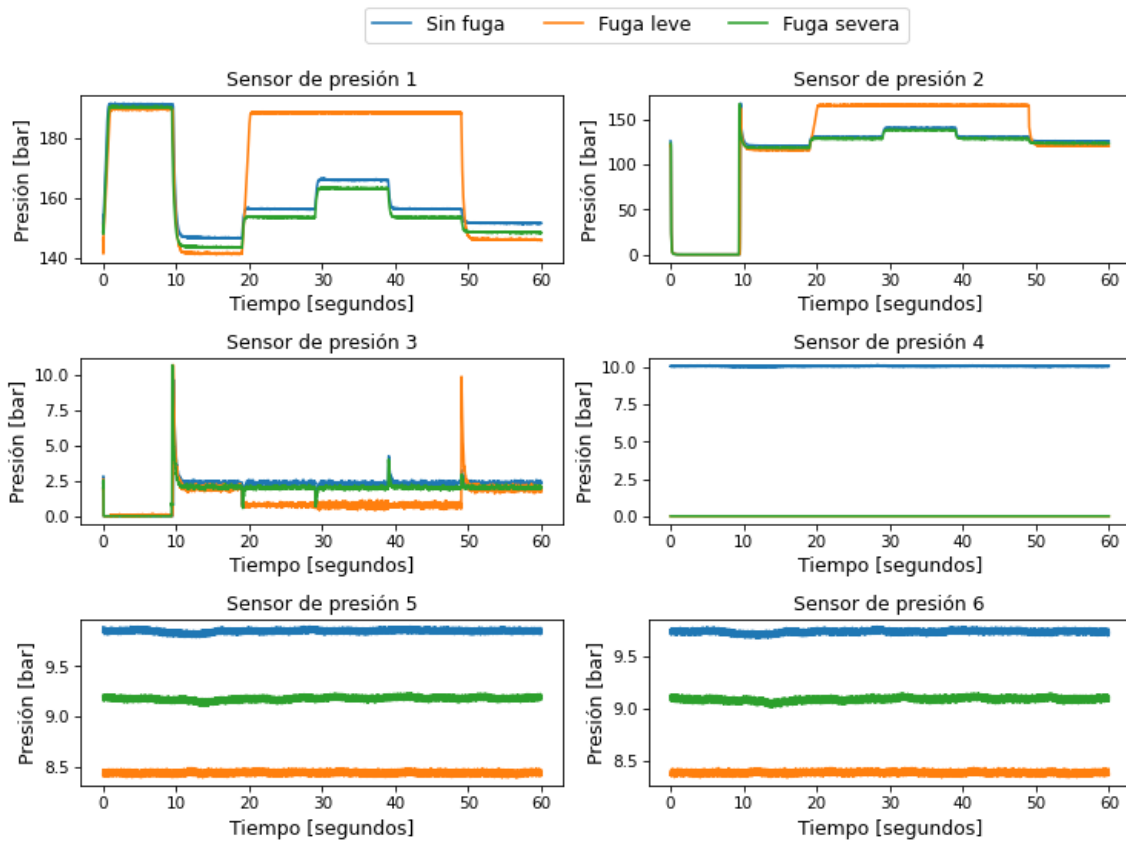 Sin fuga Fuga leve Fuga severa
Sensor de presión 1
Presión [bar]
180
160
140
0 10 20 30 40 50 60
Tiempo [segundos]
Sensor de presión 2
Presión [bar]
150
100
50
0
0 10 20 30 40 50 60
Tiempo [segundos]
Sensor de presión 3
Presión [bar]
10.0
7.5
5.0
2.5
0.0
0 10 20 30 40 50 60
Tiempo [segundos]
Sensor de presión 4
Presión [bar]
10.0
7.5
5.0
2.5
0.0
0 10 20 30 40 50 60
Tiempo [segundos]
Sensor de presión 5
Presión [bar]
9.5
9.0
8.5
0 10 20 30 40 50 60
Tiempo [segundos]
Sensor de presión 6
Presión [bar]
9.5
9.0
8.5
0 10 20 30 40 50 60
Tiempo [segundos]